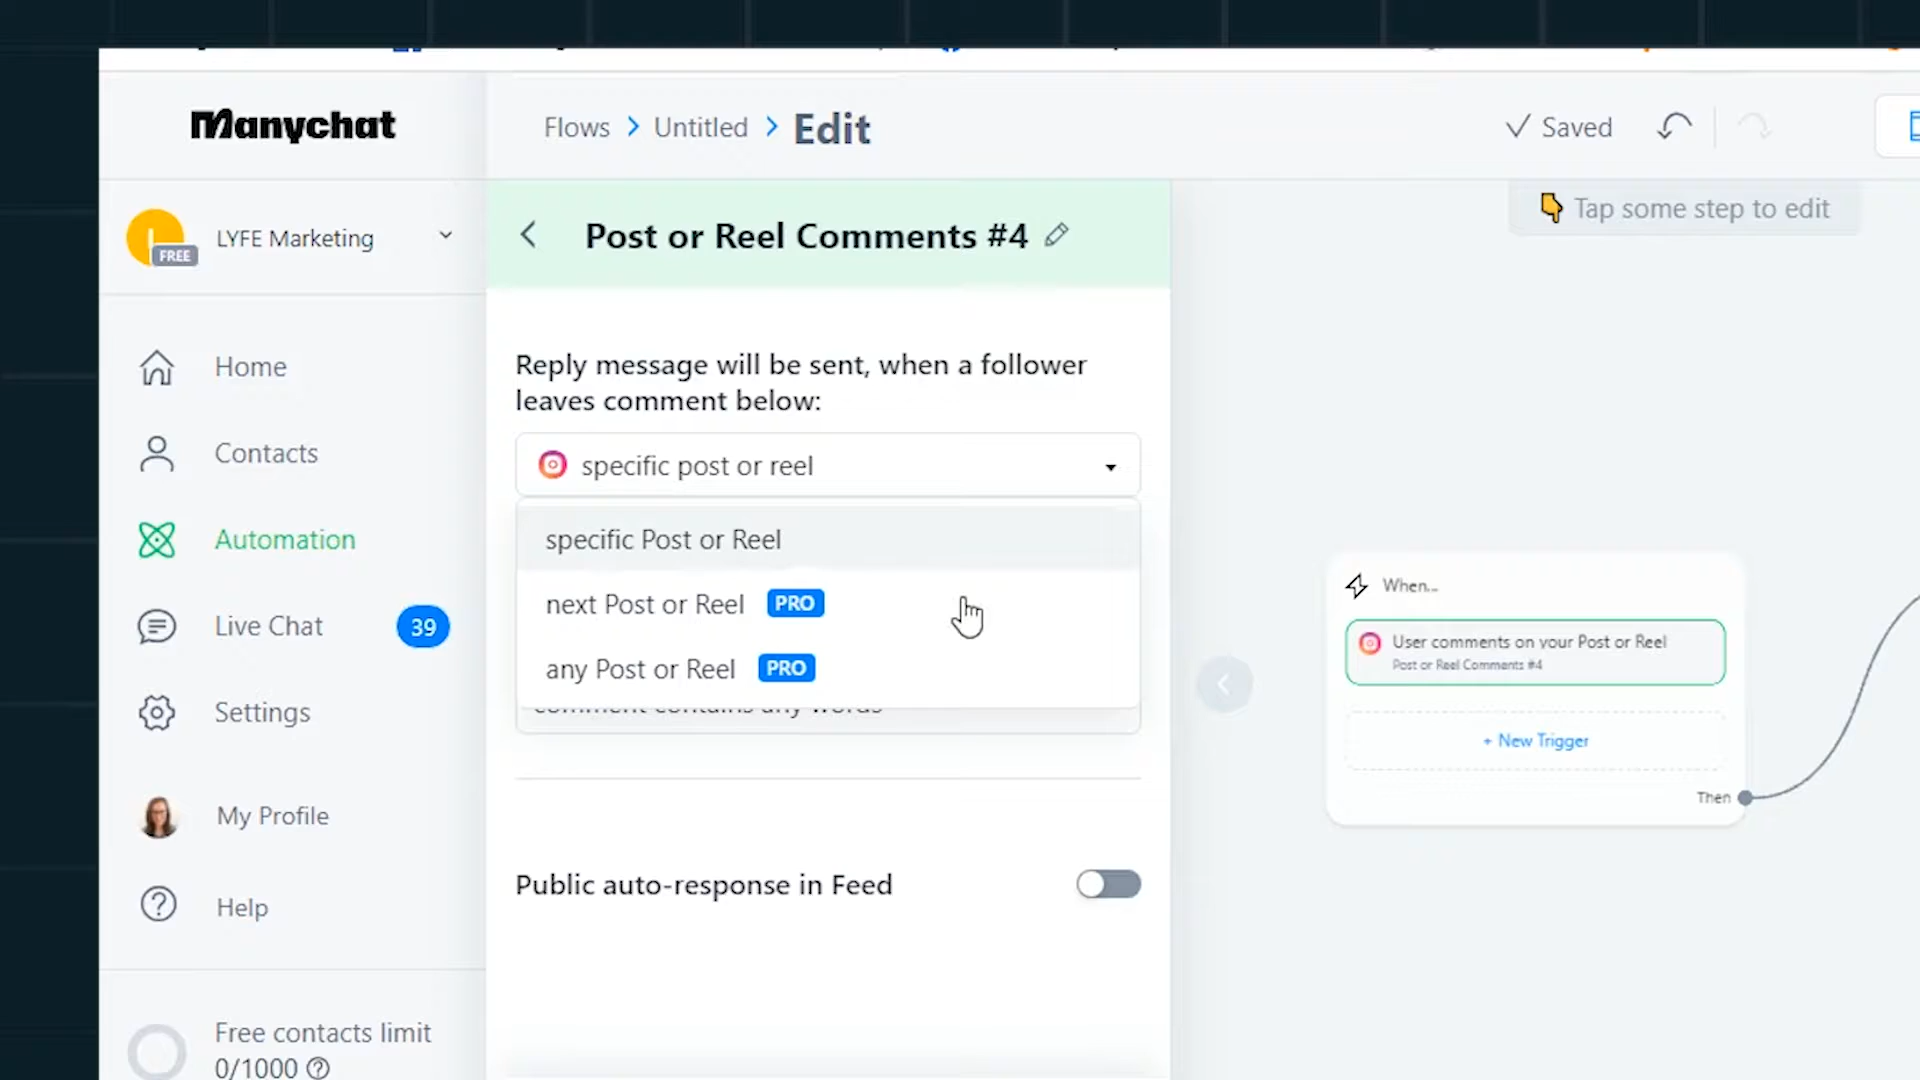 Manychat
Flows > Untitled > Edit
Saved
LYFE Marketing
FREE
Post or Reel Comments #4
Tap some step to edit
Home
Contacts
Automation
Live Chat
39
Settings
My Profile
Help
Free contacts limit
0/1000
Reply message will be sent, when a follower
leaves comment below:
specific post or reel
specific Post or Reel
next Post or Reel PRO
any Post or Reel PRO
comment contains any words
Public auto-response in Feed
When...
User comments on your Post or Reel
Post or Reel Comments #4
+ New Trigger
Then